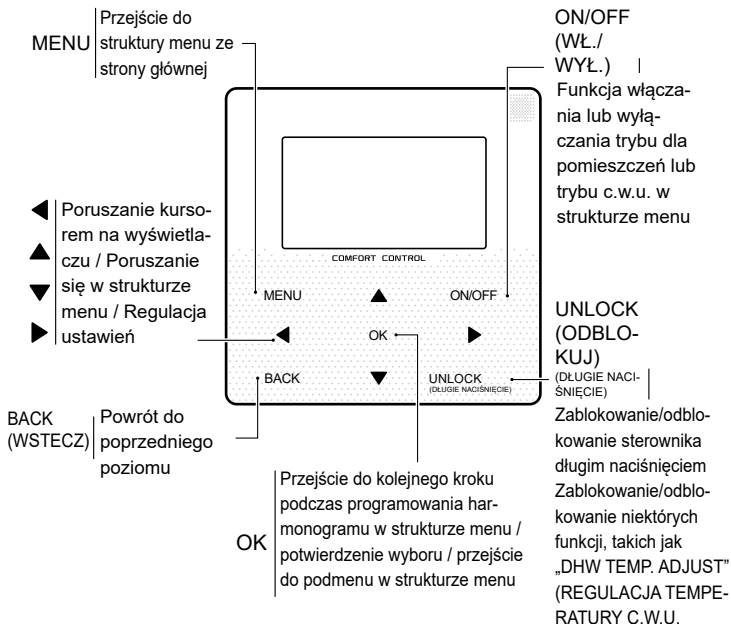 MENU
Przejście do
struktury menu ze
strony głównej
ON/OFF
(WŁ./
WYŁ.)
Funkcja włącza-
nia lub wyłą-
czania trybu dla
pomieszczeń lub
trybu c.w.u. w
strukturze menu
Poruszanie kurso-
rem na wyświetla-
czu / Poruszanie
się w strukturze
menu / Regulacja
ustawień
COMFORT CONTROL
MENU
ON/OFF
OK
BACK
UNLOCK
(DŁUGIE NACIŚNIĘCIE)
UNLOCK
(ODBLO-
KUJ)
(DŁUGIE NACI-
ŚNIĘCIE)
Zablokowanie/odblo-
kowanie sterownika
długim naciśnięciem
Zablokowanie/odblo-
kowanie niektórych
funkcji, takich jak
„DHW TEMP. ADJUST”
(REGULACJA TEMPE-
RATURY C.W.U.
BACK
(WSTECZ)
Powrót do
poprzedniego
poziomu
OK
Przejście do kolejnego kroku
podczas programowania har-
monogramu w strukturze menu /
potwierdzenie wyboru / przejście
do podmenu w strukturze menu